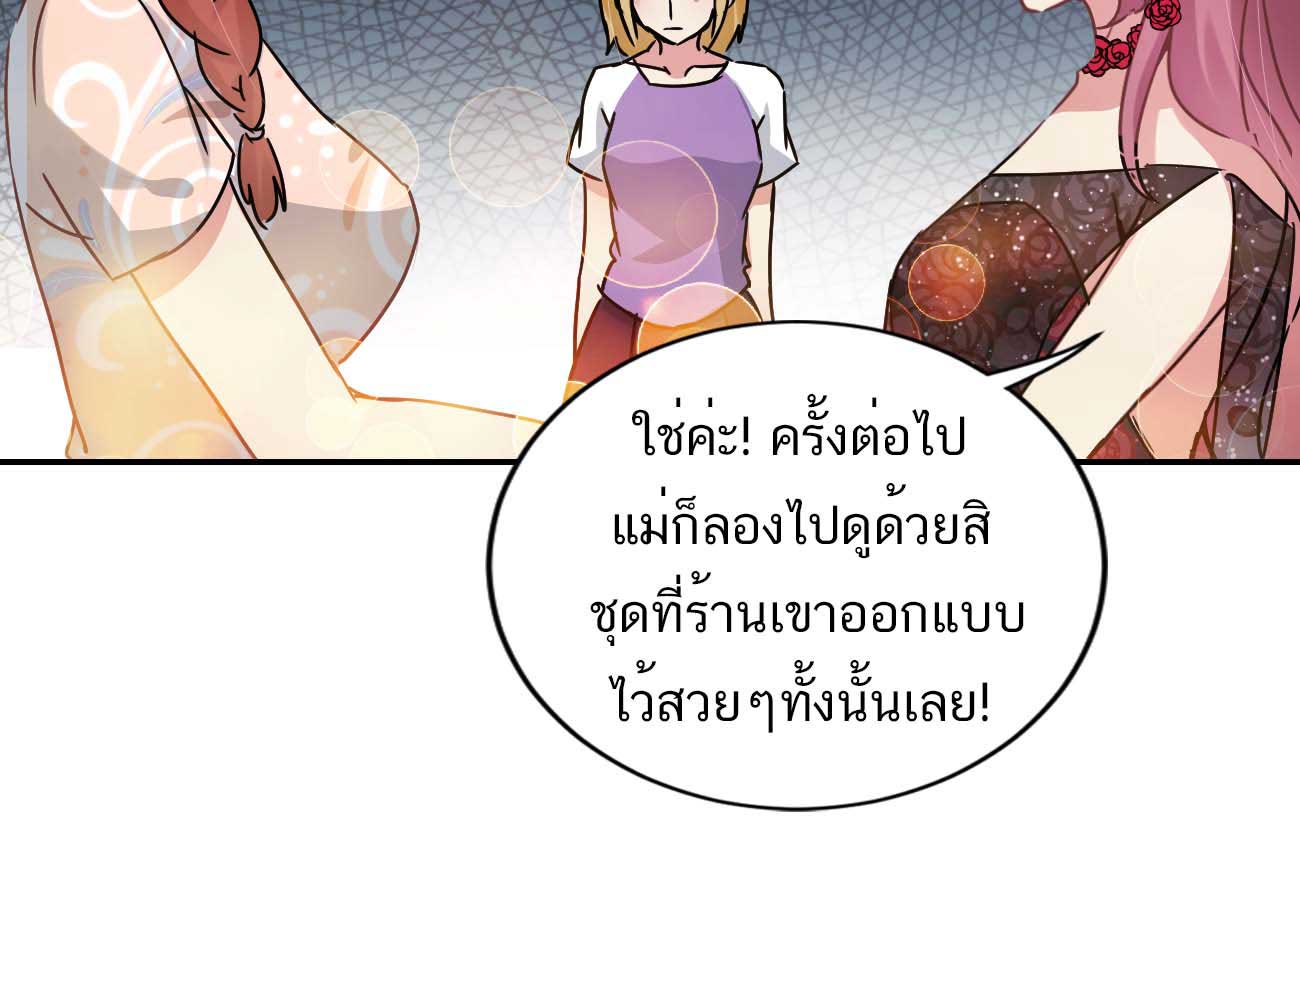 ใช่ค่ะ! ครั้งต่อไป
แม่ก็ลองไปดูด้วยสิ
ชุดที่ร้านเขาออกแบบ
ไว้สวยๆทั้งนั้นเลย!